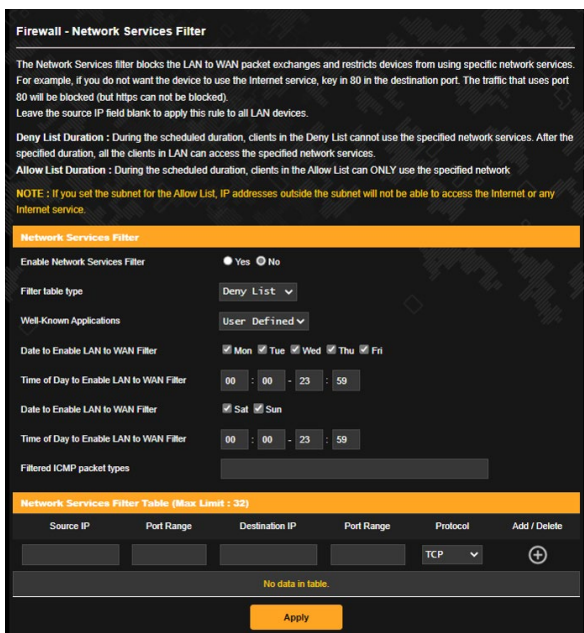 Firewall - Network Services Filter
The Network Services filter blocks the LAN to WAN packet exchanges and restricts devices from using specific network services.
For example, if you do not want the device to use the Internet service, key in 80 in the destination port. The traffic that uses port
80 will be blocked (but https can not be blocked).
Leave the source IP field blank to apply this rule to all LAN devices.
Deny List Duration : During the scheduled duration, clients in the Deny List cannot use the specified network services. After the
specified duration, all the clients in LAN can access the specified network services.
Allow List Duration : During the scheduled duration, clients in the Allow List can ONLY use the specified network
NOTE : If you set the subnet for the Allow List, IP addresses outside the subnet will not be able to access the Internet or any
Internet service.
Network Services Filter
Enable Network Services Filter Yes No
Filter table type Deny List
Well-Known Applications User Defined
Date to Enable LAN to WAN Filter Mon Tue Wed Thu Fri
Time of Day to Enable LAN to WAN Filter 00 : 00 - 23 : 59
Date to Enable LAN to WAN Filter Sat Sun
Time of Day to Enable LAN to WAN Filter 00 : 00 - 23 : 59
Filtered ICMP packet types
Network Services Filter Table (Max Limit : 32)
Source IP Port Range Destination IP Port Range Protocol Add / Delete
TCP
No data in table.
Apply